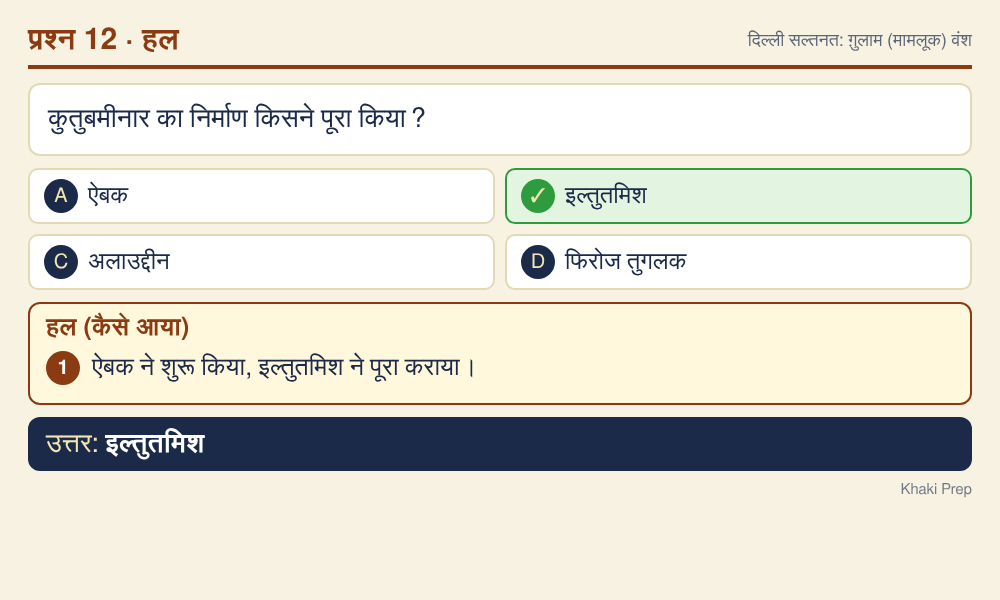 प्रश्न 12 · हल
दिल्ली सल्तनत: ग़ुलाम (मामलूक) वंश
कुतुबमीनार का निर्माण किसने पूरा किया ?
A ऐबक
✓ इल्तुतमिश
C अलाउद्दीन
D फिरोज तुगलक
हल (कैसे आया)
1 ऐबक ने शुरू किया, इल्तुतमिश ने पूरा कराया।
उत्तर: इल्तुतमिश
Khaki Prep